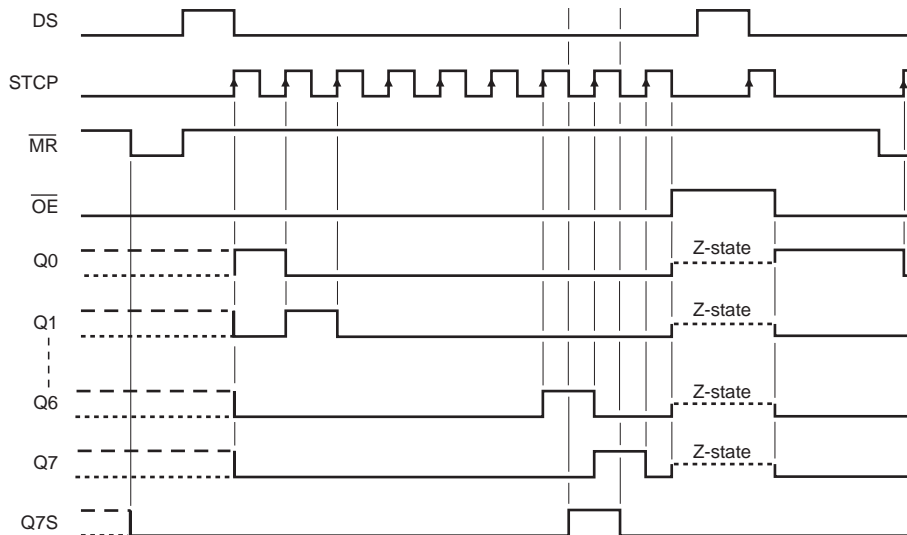 DS
STCP
MR
OE
Q0
Z-state
Q1
Z-state
Q6
Z-state
Q7
Z-state
Q7S